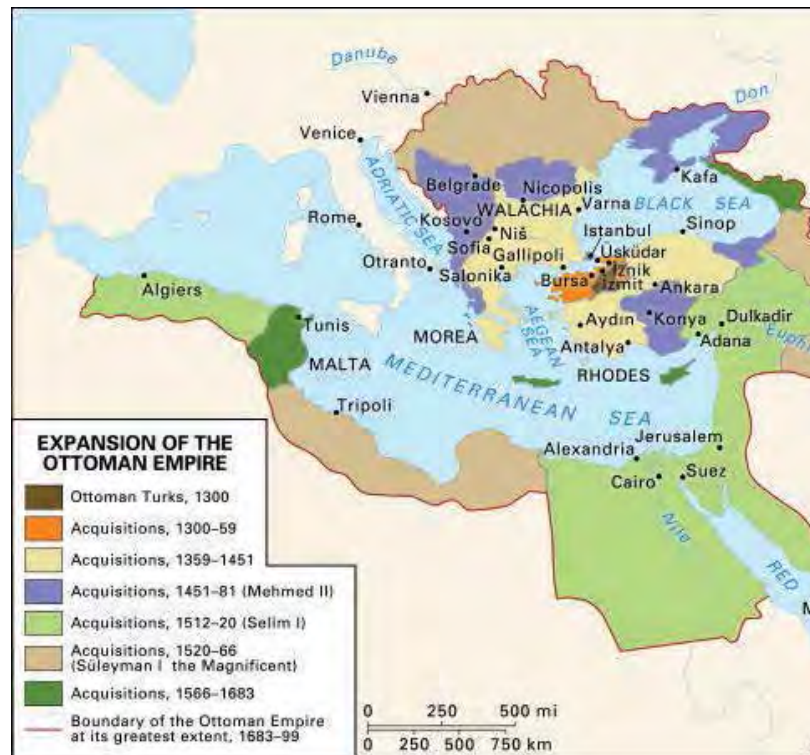 Danube
Vienna
Don
Venice
ADRIATIC SEA
Belgrade
Nicopolis
Kafa
WALACHIA
Varna
BLACK SEA
Rome
Kosovo
Niš
Istanbul
Sinop
Sofia
Üsküdar
Otranto
Gallipoli
Iznik
Salonika
Bursa
Izmit
Ankara
Algiers
Tunis
Aydın
Konya
Dulkadir
MOREA
AEGEAN
SEA
Adana
Euph
MALTA
Antalya
RHODES
MEDITERRANEAN SEA
Tripoli
Jerusalem
Alexandria
Cairo
Suez
Nile
RED
M
EXPANSION OF THE
OTTOMAN EMPIRE
Ottoman Turks, 1300
Acquisitions, 1300–59
Acquisitions, 1359–1451
Acquisitions, 1451–81 (Mehmed II)
Acquisitions, 1512–20 (Selim I)
Acquisitions, 1520–66
(Süleyman I the Magnificent)
Acquisitions, 1566–1683
Boundary of the Ottoman Empire
at its greatest extent, 1683–99
0 250 500 mi
0 250 500 750 km